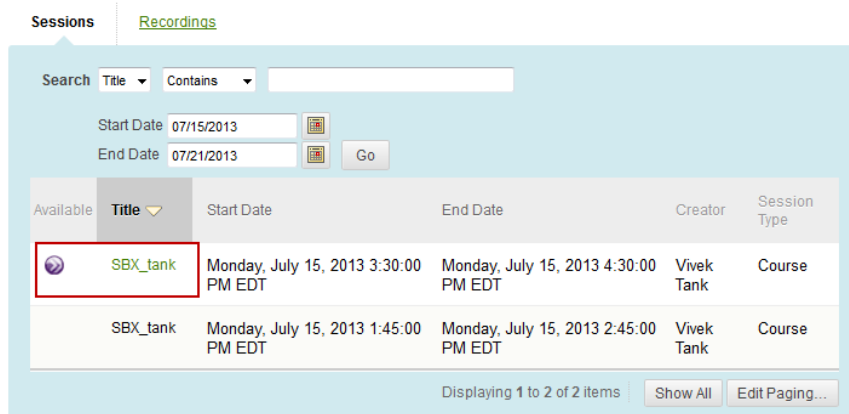 Sessions Recordings
Search Title Contains
Start Date 07/15/2013
End Date 07/21/2013 Go
Available Title Start Date End Date Creator Session Type
SBX_tank Monday, July 15, 2013 3:30:00 PM EDT Monday, July 15, 2013 4:30:00 PM EDT Vivek Tank Course
SBX_tank Monday, July 15, 2013 1:45:00 PM EDT Monday, July 15, 2013 2:45:00 PM EDT Vivek Tank Course
Displaying 1 to 2 of 2 items Show All Edit Paging...